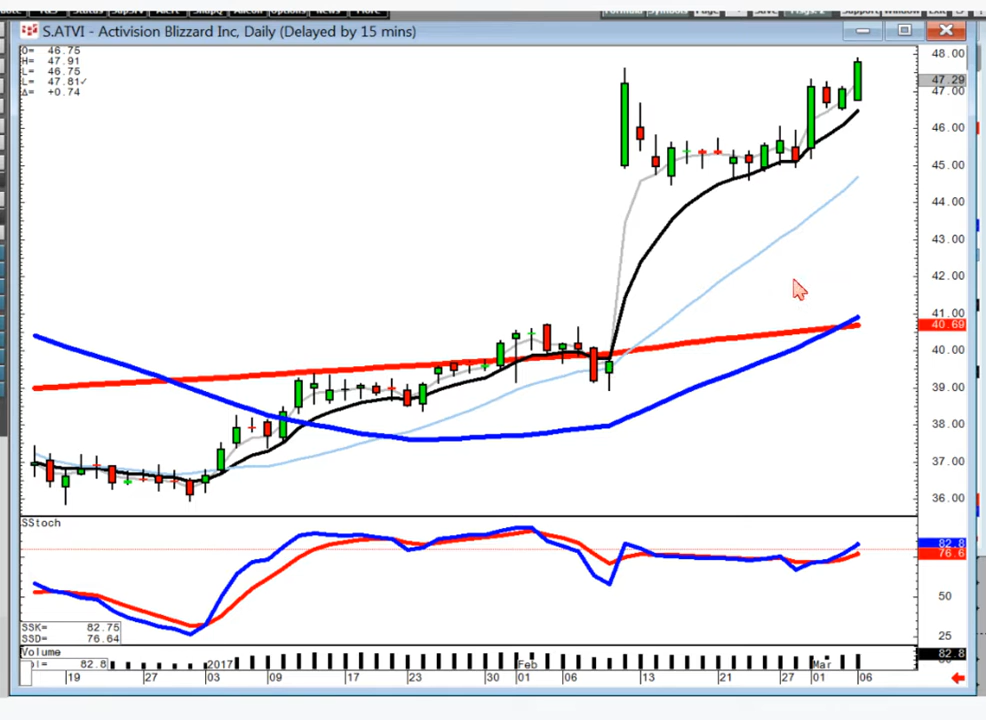 S.ATVI - Activision Blizzard Inc, Daily (Delayed by 15 mins)
O= 46.75
H= 47.91
L= 46.75
L= 47.81✓
Δ= +0.74
48.00
47.29
47.00
46.00
45.00
44.00
43.00
42.00
41.00
40.69
40.00
39.00
38.00
37.00
36.00
SStoch
82.8
76.6
50
25
SSK= 82.75
SSD= 76.64
Volume
82.8
82.8
2017 Feb Mar
19 27 03 09 17 23 30 01 06 13 21 27 01 06